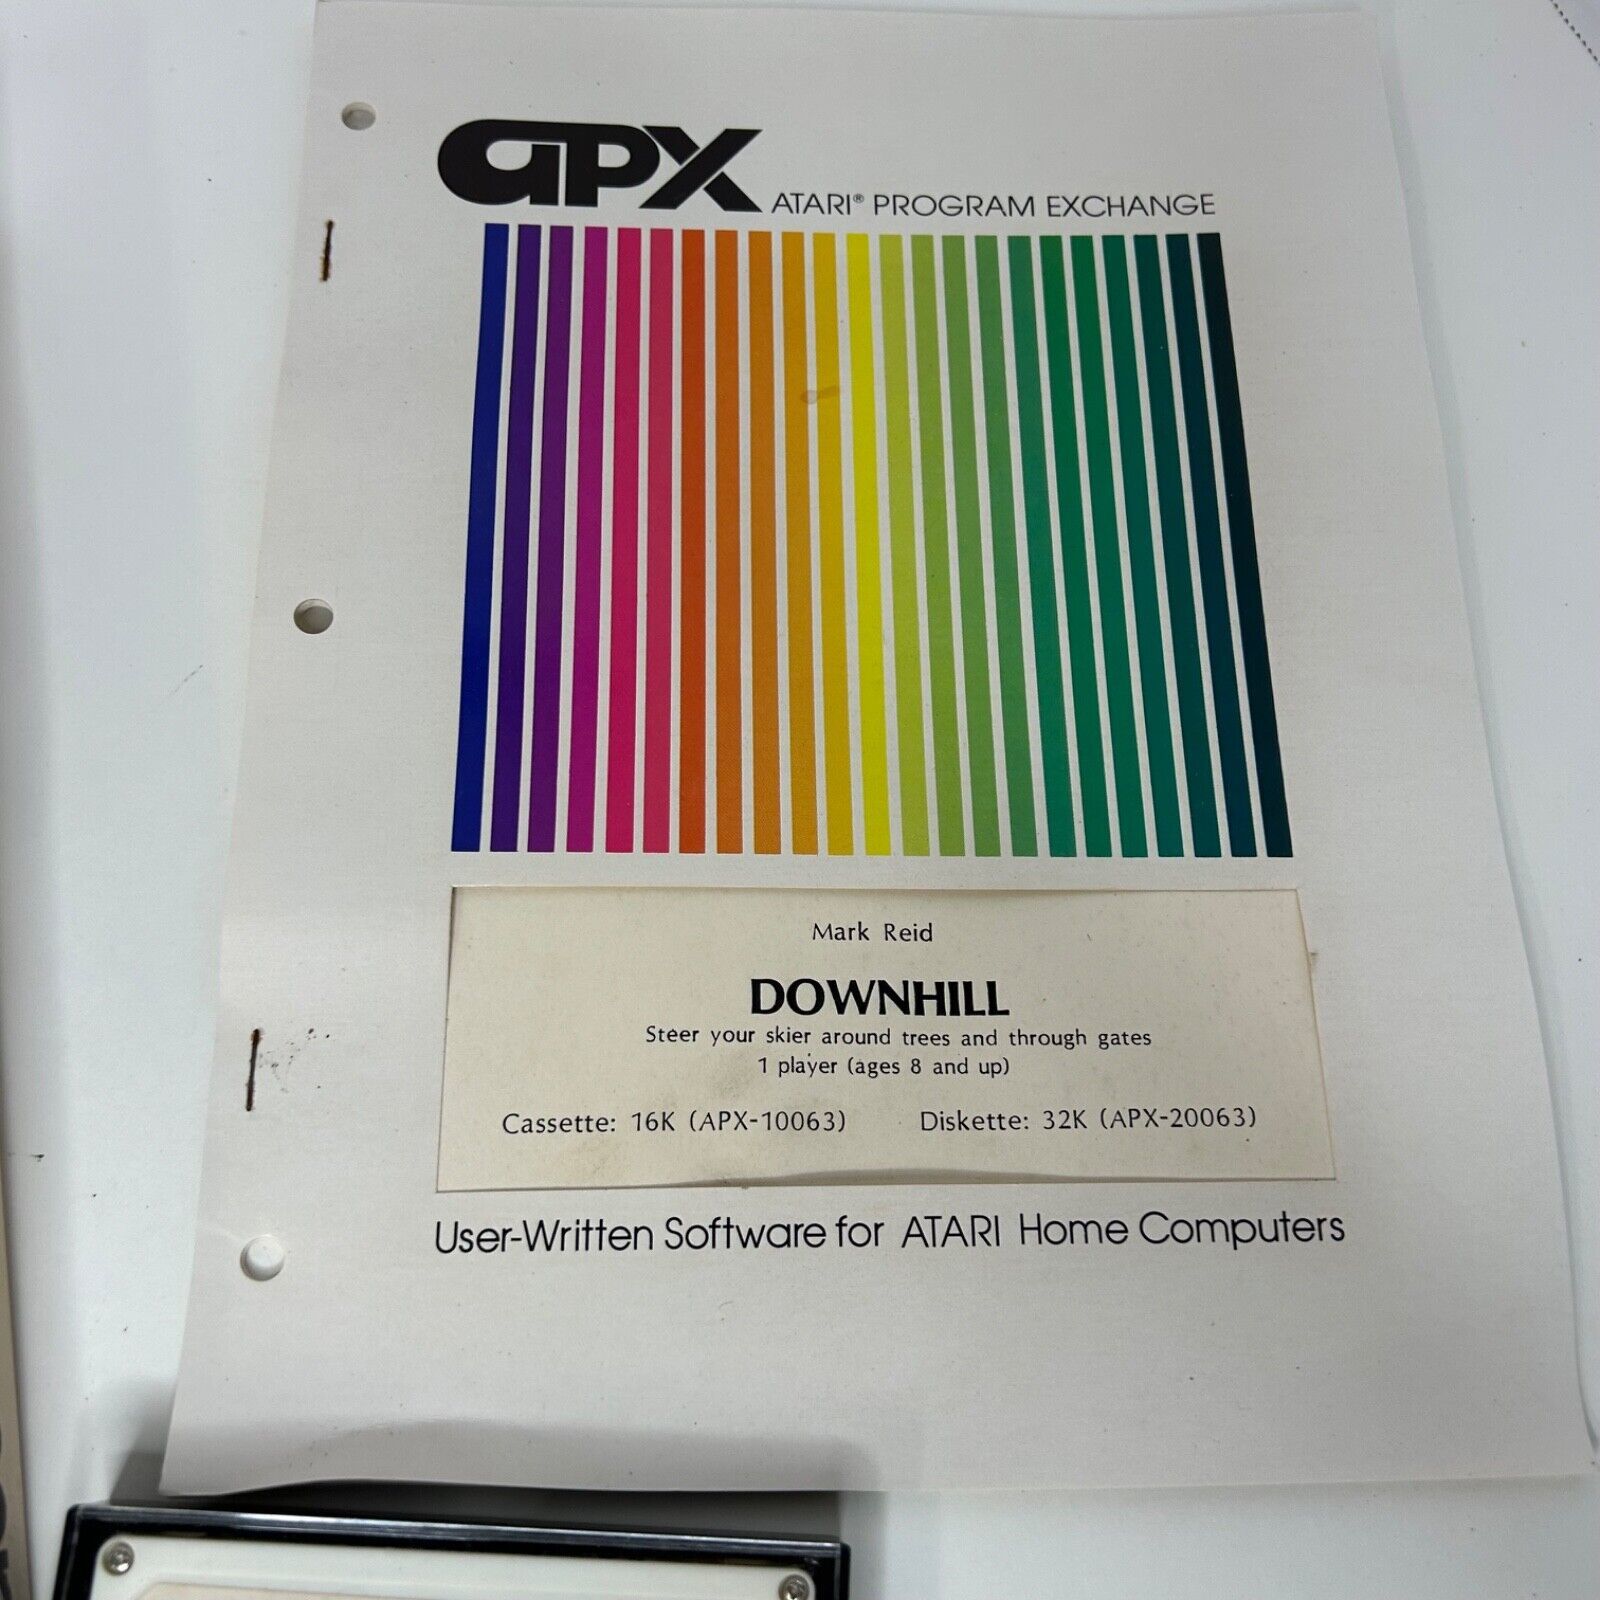 APX ATARI® PROGRAM EXCHANGE
Mark Reid
DOWNHILL
Steer your skier around trees and through gates
1 player (ages 8 and up)
Cassette: 16K (APX-10063) Diskette: 32K (APX-20063)
User-Written Software for ATARI Home Computers